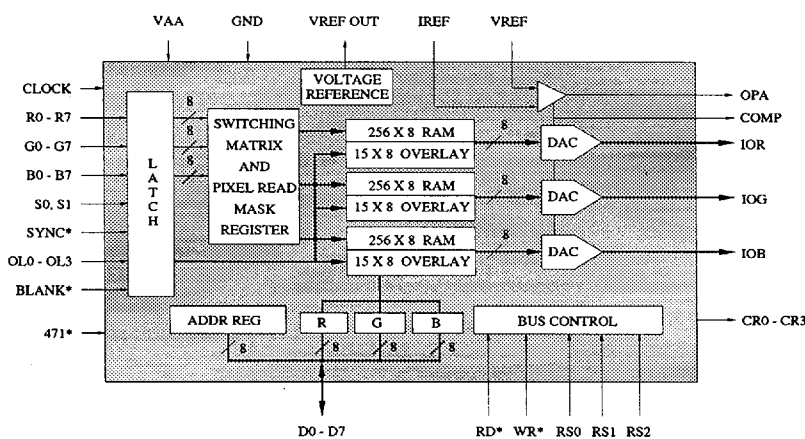 VAA GND VREF OUT IREF VREF
CLOCK
R0 - R7
G0 - G7
B0 - B7
S0, S1
SYNC*
OL0 - OL3
BLANK*
471*
LATCH
8
8
8
SWITCHING
MATRIX
AND
PIXEL READ
MASK
REGISTER
VOLTAGE
REFERENCE
256 X 8 RAM
15 X 8 OVERLAY
8
256 X 8 RAM
15 X 8 OVERLAY
8
256 X 8 RAM
15 X 8 OVERLAY
8
DAC
DAC
DAC
OPA
COMP
IOR
IOG
IOB
CR0 - CR3
ADDR REG
R
G
B
BUS CONTROL
8
8
8
8
D0 - D7
RD* WR* RS0 RS1 RS2